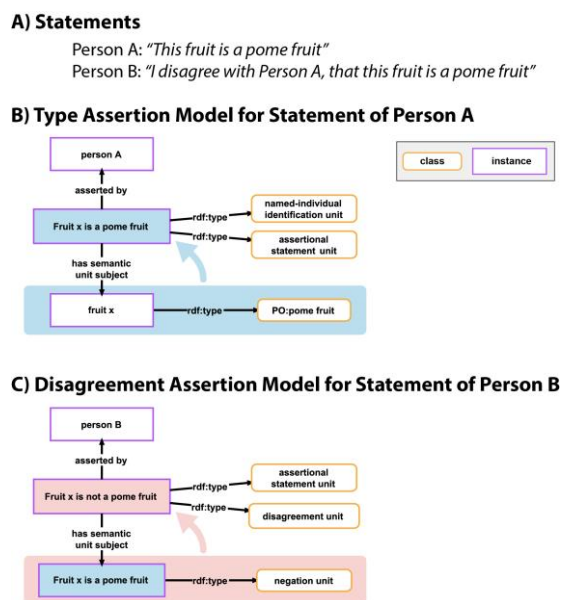 A) Statements
Person A: “This fruit is a pome fruit”
Person B: “I disagree with Person A, that this fruit is a pome fruit”
B) Type Assertion Model for Statement of Person A
person A
class
instance
asserted by
named-individual
identification unit
rdf:type
Fruit x is a pome fruit
rdf:type
assertional
statement unit
has semantic
unit subject
fruit x
rdf:type
PO:pome fruit
C) Disagreement Assertion Model for Statement of Person B
person B
asserted by
assertional
statement unit
rdf:type
Fruit x is not a pome fruit
rdf:type
disagreement unit
has semantic
unit subject
Fruit x is a pome fruit
rdf:type
negation unit